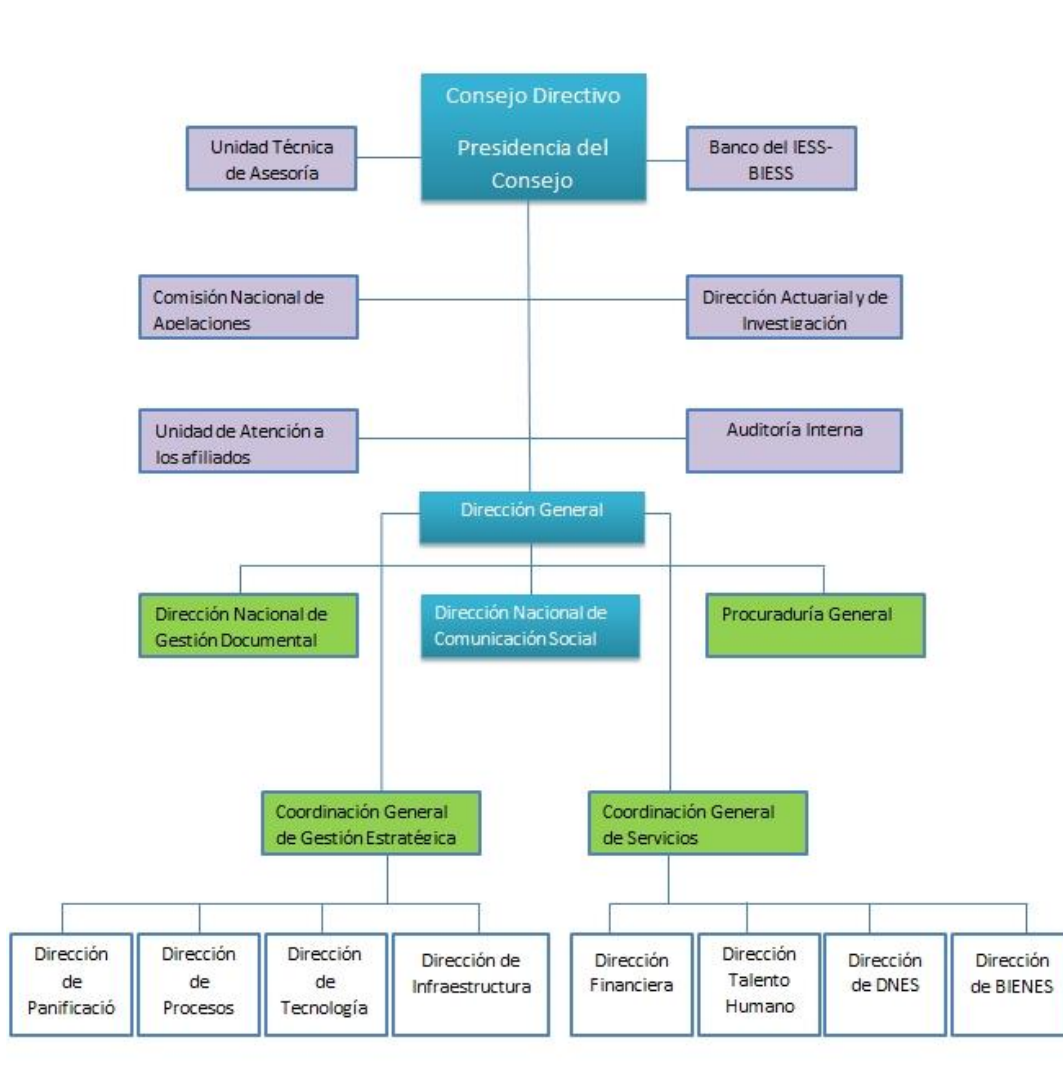 Consejo Directivo
Presidencia del
Consejo
Unidad Técnica
de Asesoría
Banco del IESS-
BIESS
Comisión Nacional de
Apelaciones
Dirección Actuarial y de
Investigación
Unidad de Atención a
los afiliados
Auditoría Interna
Dirección General
Dirección Nacional de
Gestión Documental
Dirección Nacional de
Comunicación Social
Procuraduría General
Coordinación General
de Gestión Estratégica
Coordinación General
de Servicios
Dirección
de
Panificació
Dirección
de
Procesos
Dirección
de
Tecnología
Dirección de
Infraestructura
Dirección
Financiera
Dirección
Talento
Humano
Dirección
de DNES
Dirección
de BIENES